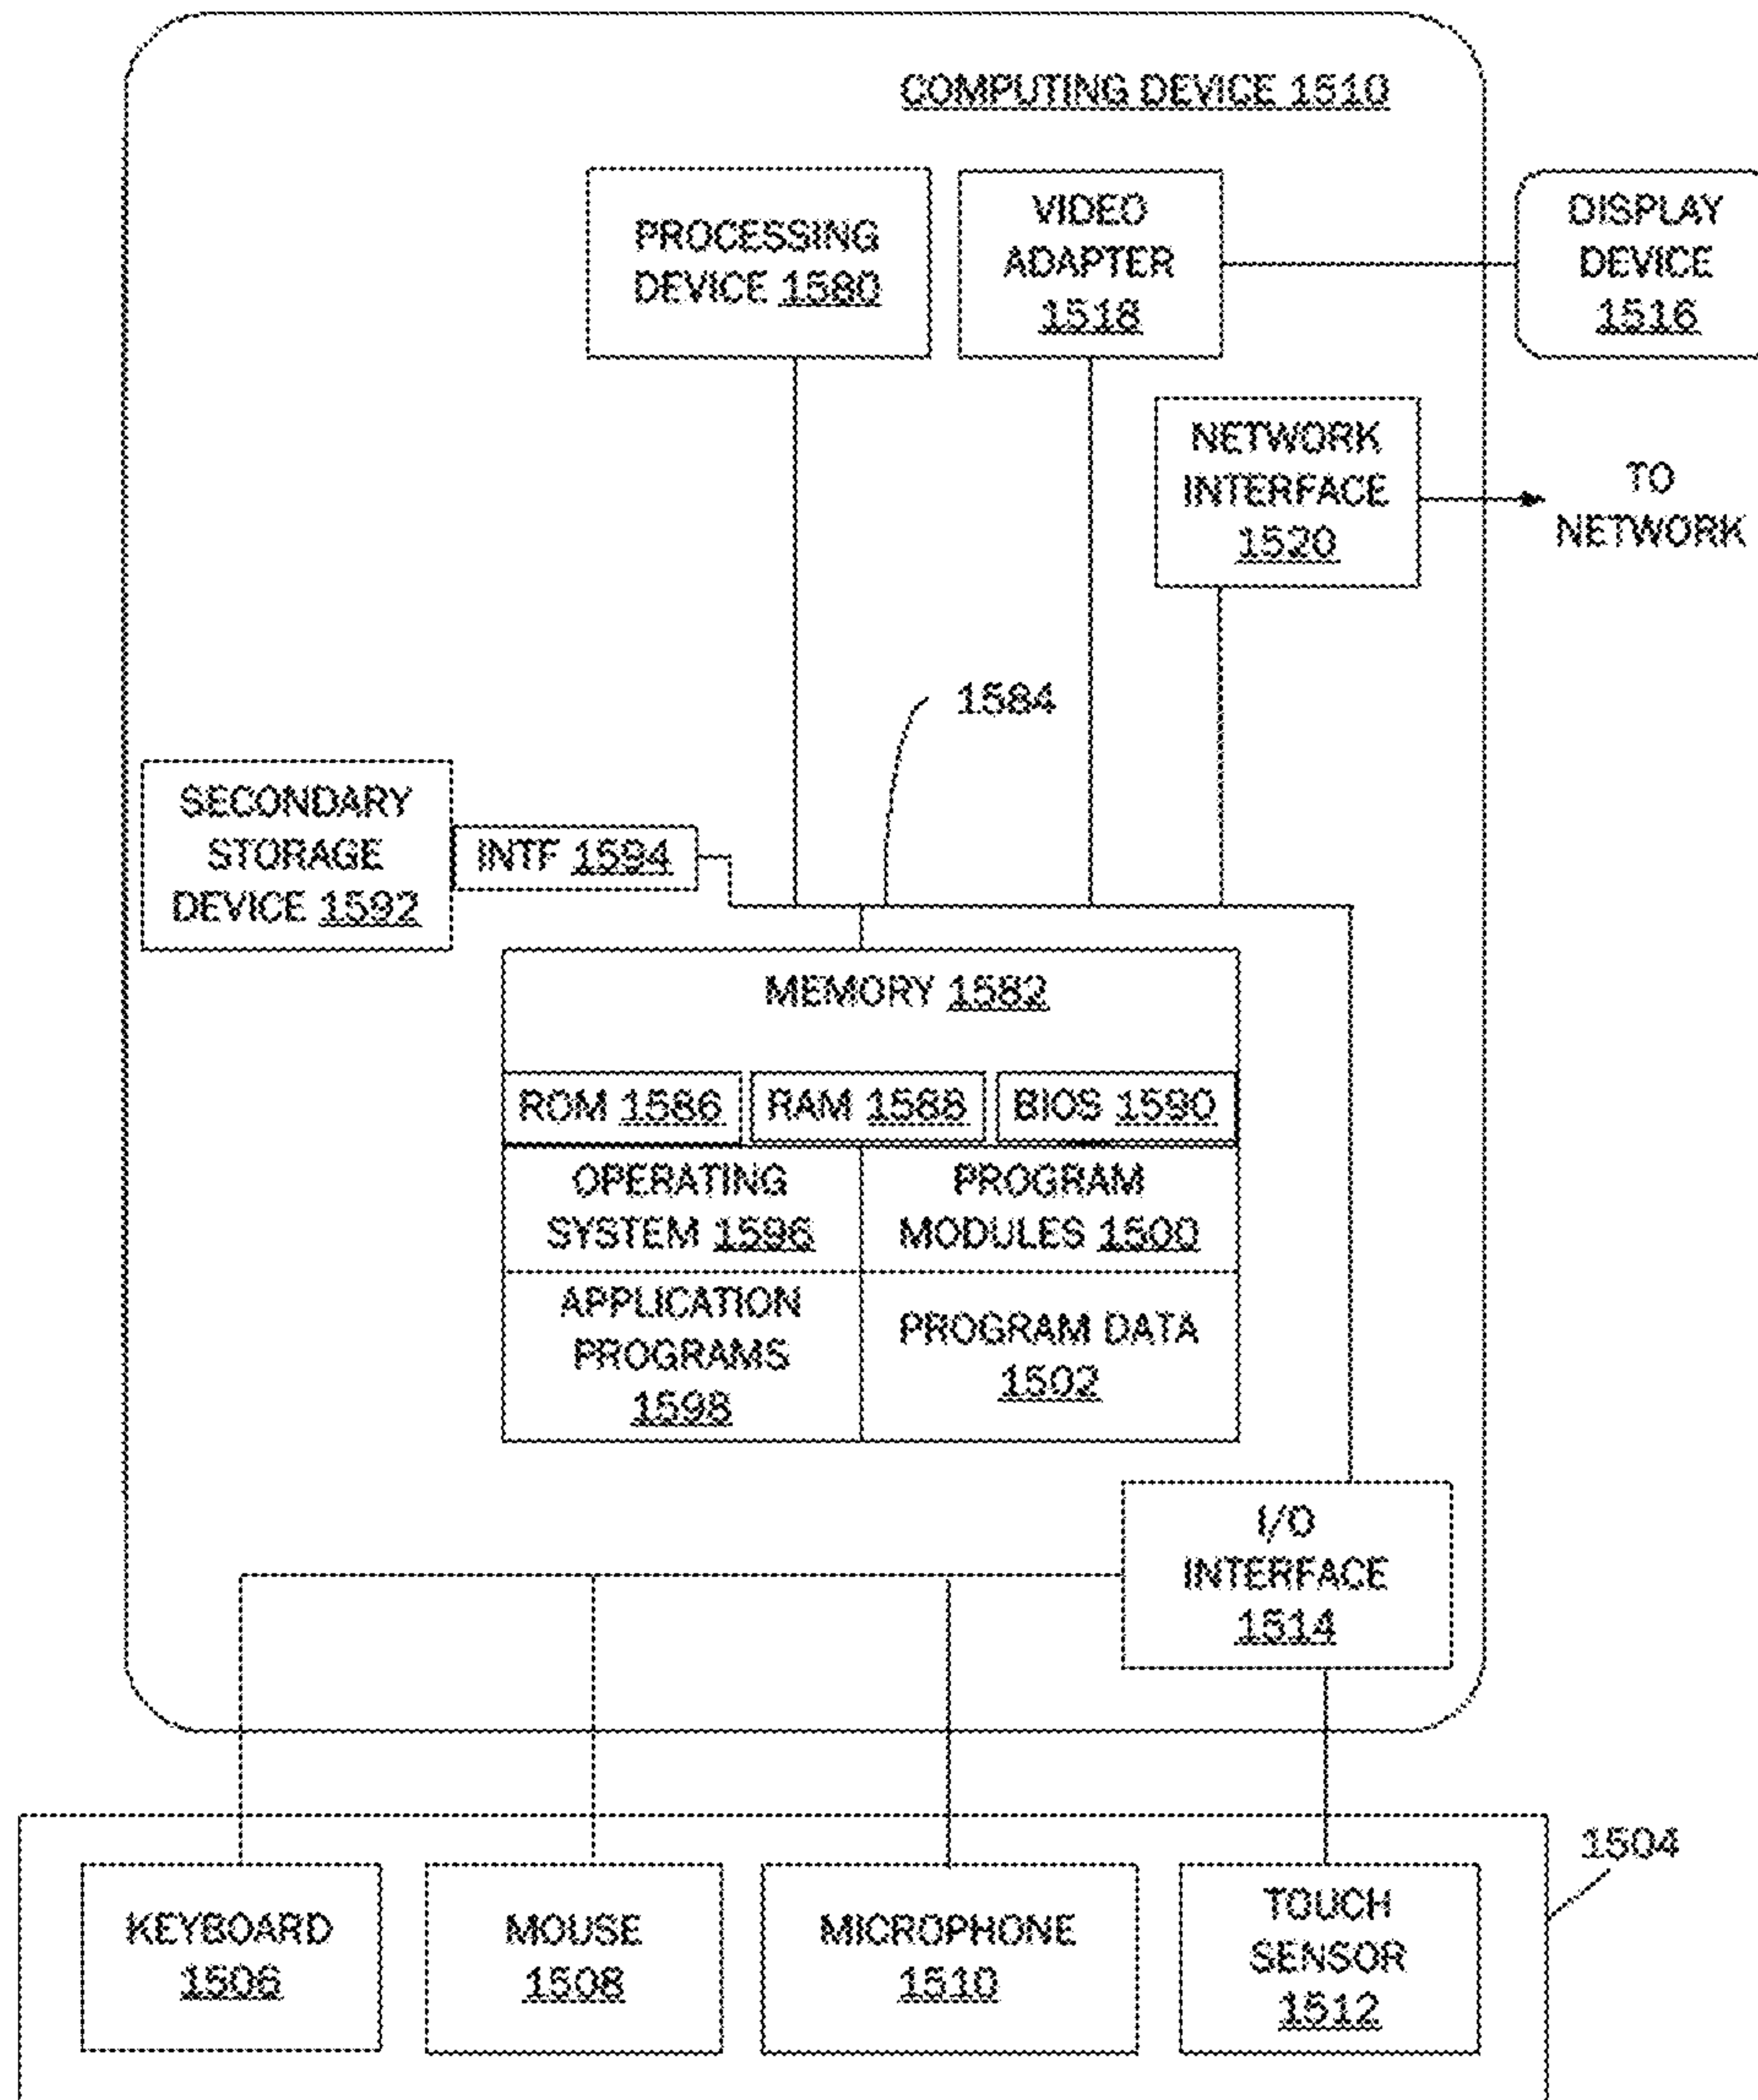 COMPUTING DEVICE 1510
PROCESSING
DEVICE 1580
VIDEO
ADAPTER
1518
DISPLAY
DEVICE
1516
NETWORK
INTERFACE
1520
TO
NETWORK
1584
SECONDARY
STORAGE
DEVICE 1592
INTF 1594
MEMORY 1582
ROM 1586
RAM 1588
BIOS 1590
OPERATING
SYSTEM 1596
PROGRAM
MODULES 1500
APPLICATION
PROGRAMS
1598
PROGRAM DATA
1502
I/O
INTERFACE
1514
1504
KEYBOARD
1506
MOUSE
1508
MICROPHONE
1510
TOUCH
SENSOR
1512